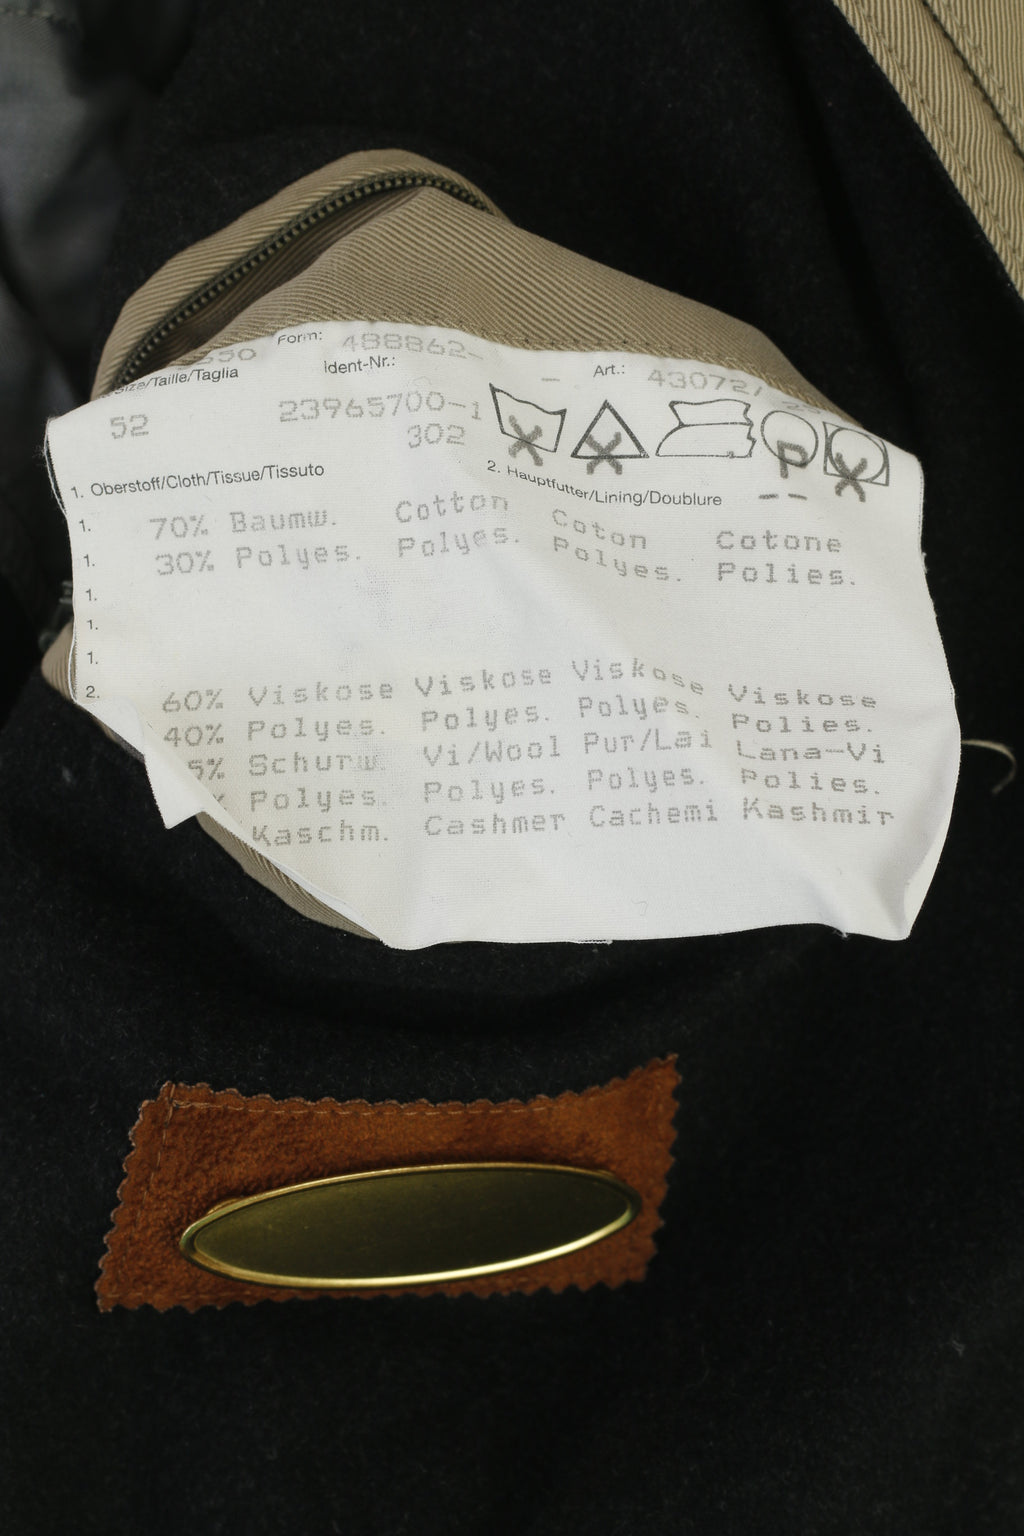 Form: 488862-
Size/Taille/Taglia Ident-Nr.: Art.: 43072/
52 23965700-1
302
1. Oberstoff/Cloth/Tissue/Tissuto 2. Hauptfutter/Lining/Doublure
P
1. 70% Baumw. Cotton Coton Cotone
1. 30% Polyes. Polyes. Polyes. Polies.
1.
1.
1.
2. 60% Viskose Viskose Viskose Viskose
40% Polyes. Polyes. Polyes. Polies.
5% Schurw. Vi/Wool Pur/Lai Lana-Vi
Polyes. Polyes. Polyes. Polies.
Kaschm. Cashmer Cachemi Kashmir